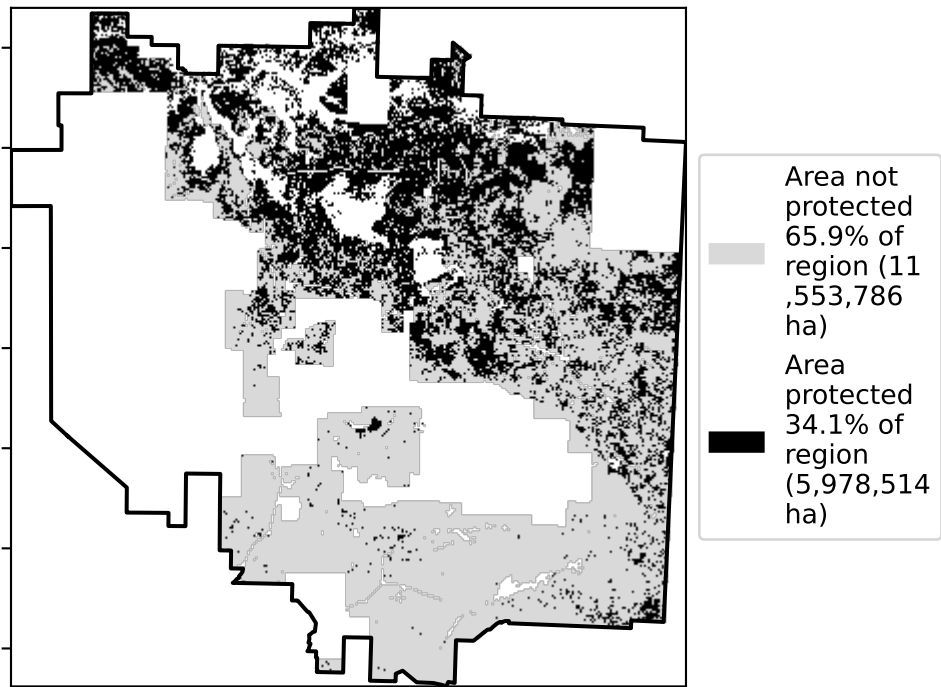 Area not
protected
65.9% of
region (11
,553,786
ha)
Area
protected
34.1% of
region
(5,978,514
ha)